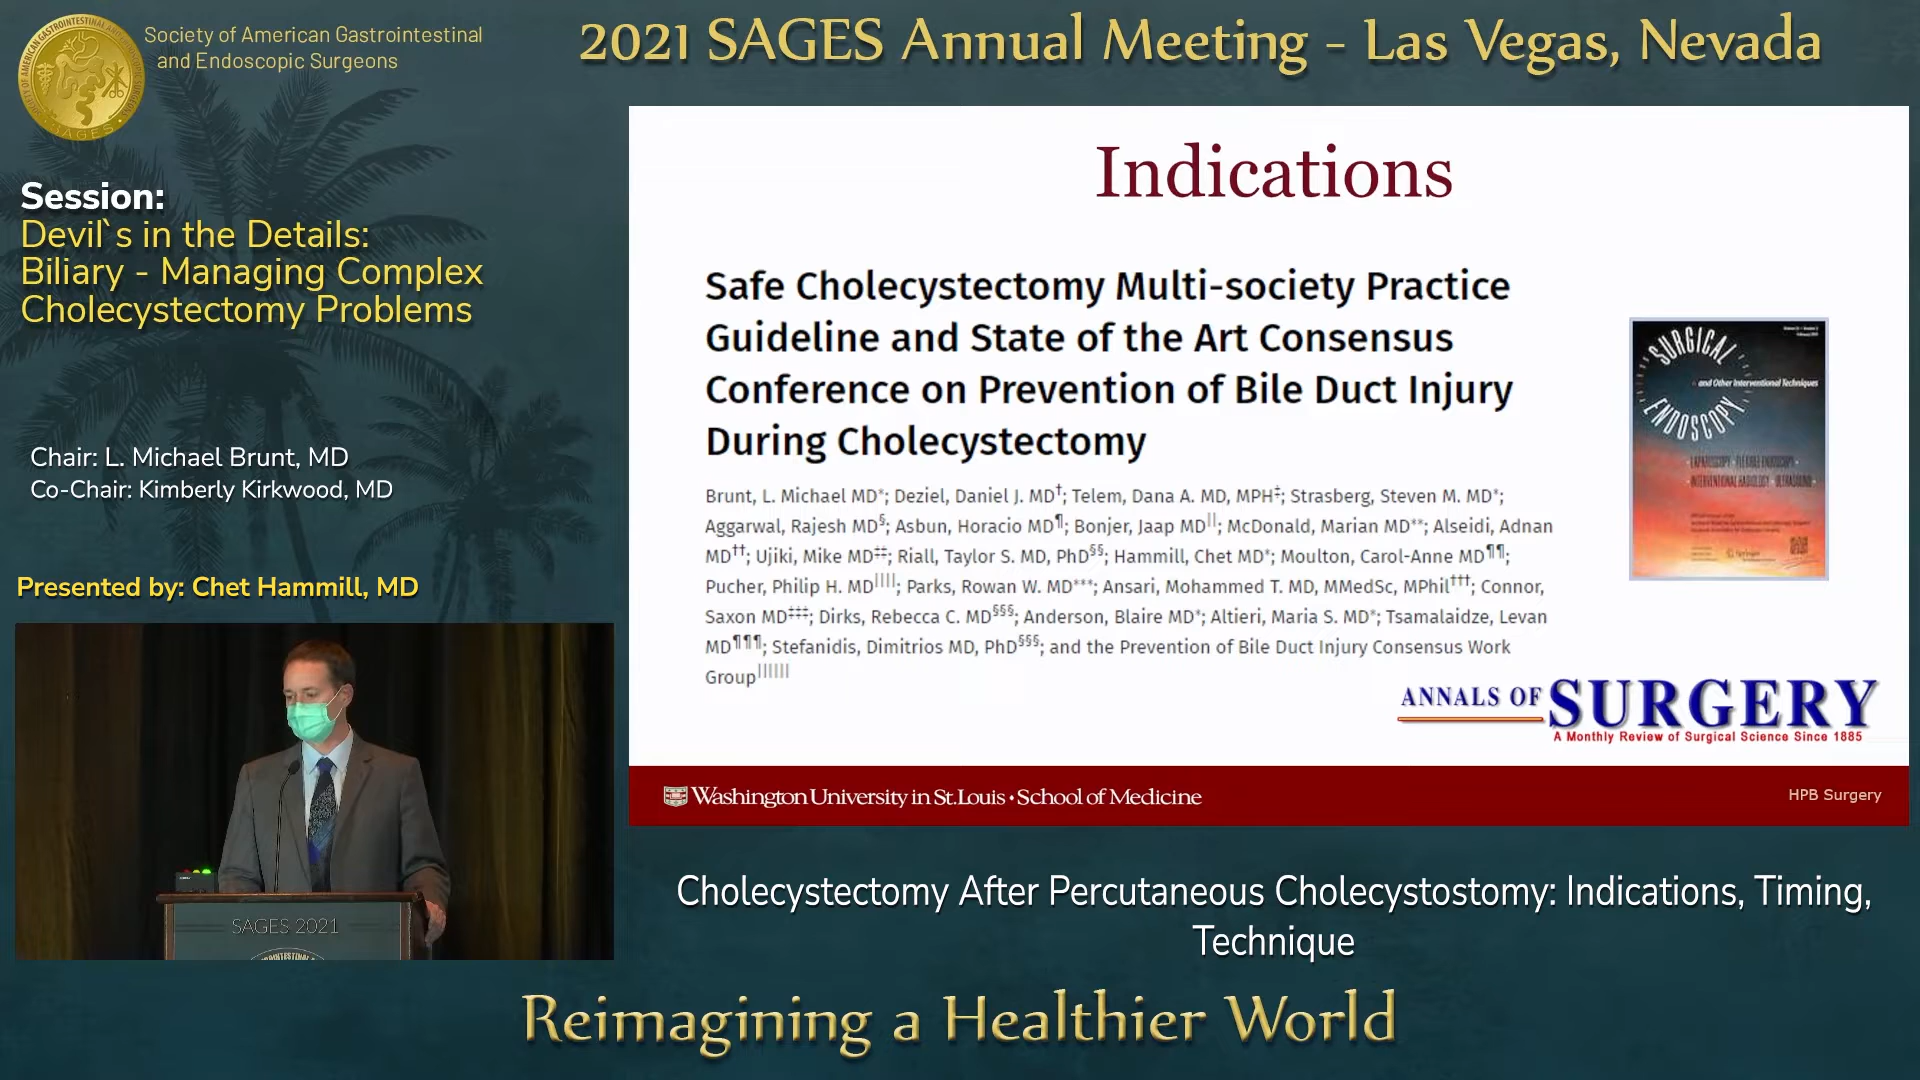 Society of American Gastrointestinal
and Endoscopic Surgeons
2021 SAGES Annual Meeting - Las Vegas, Nevada
Session:
Devil`s in the Details:
Biliary - Managing Complex
Cholecystectomy Problems
Chair: L. Michael Brunt, MD
Co-Chair: Kimberly Kirkwood, MD
Presented by: Chet Hammill, MD
SAGES 2021
Indications
Safe Cholecystectomy Multi-society Practice
Guideline and State of the Art Consensus
Conference on Prevention of Bile Duct Injury
During Cholecystectomy
Brunt, L. Michael MD*; Deziel, Daniel J. MD†; Telem, Dana A. MD, MPH‡; Strasberg, Steven M. MD*;
Aggarwal, Rajesh MD§; Asbun, Horacio MD¶; Bonjer, Jaap MD||; McDonald, Marian MD**; Alseidi, Adnan
MD††; Ujiki, Mike MD‡‡; Riall, Taylor S. MD, PhD§§; Hammill, Chet MD*; Moulton, Carol-Anne MD¶¶;
Pucher, Philip H. MD||||; Parks, Rowan W. MD***; Ansari, Mohammed T. MD, MMedSc, MPhil†††; Connor,
Saxon MD‡‡‡; Dirks, Rebecca C. MD§§§; Anderson, Blaire MD*; Altieri, Maria S. MD*; Tsamalaidze, Levan
MD¶¶¶; Stefanidis, Dimitrios MD, PhD§§§; and the Prevention of Bile Duct Injury Consensus Work
Group||||||
SURGICAL
and Other Interventional Techniques
ENDOSCOPY
ANNALS OF SURGERY
A Monthly Review of Surgical Science Since 1885
Washington University in St. Louis • School of Medicine
HPB Surgery
Cholecystectomy After Percutaneous Cholecystostomy: Indications, Timing,
Technique
Reimagining a Healthier World